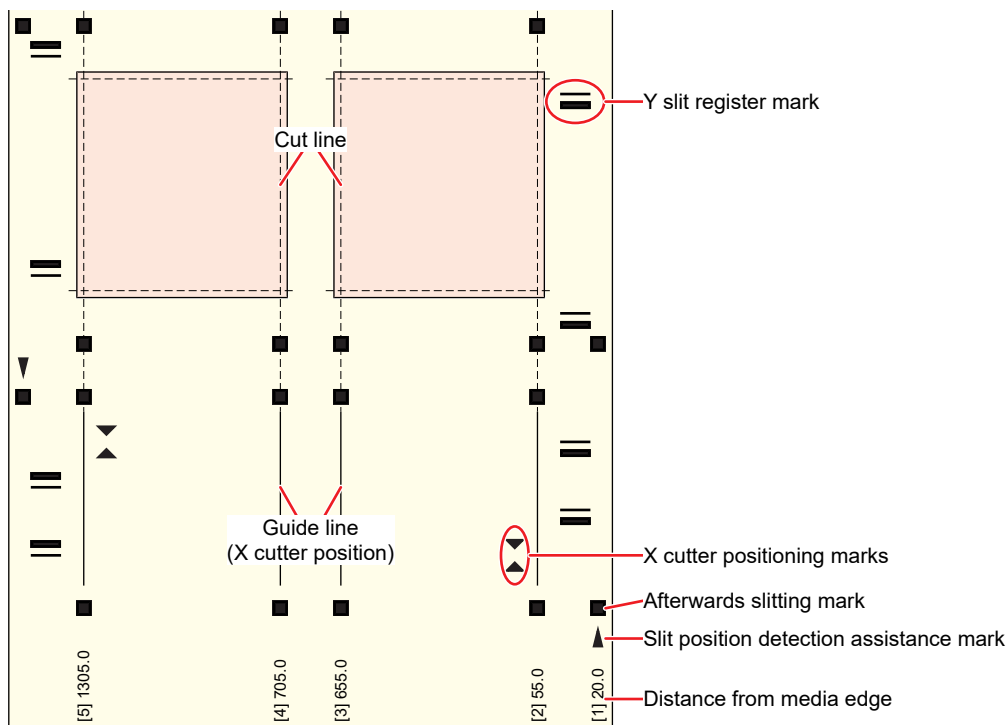 Y slit register mark
Cut line
Guide line
(X cutter position)
X cutter positioning marks
Afterwards slitting mark
Slit position detection assistance mark
[5] 1305.0
[4] 705.0
[3] 655.0
[2] 55.0
[1] 20.0
Distance from media edge